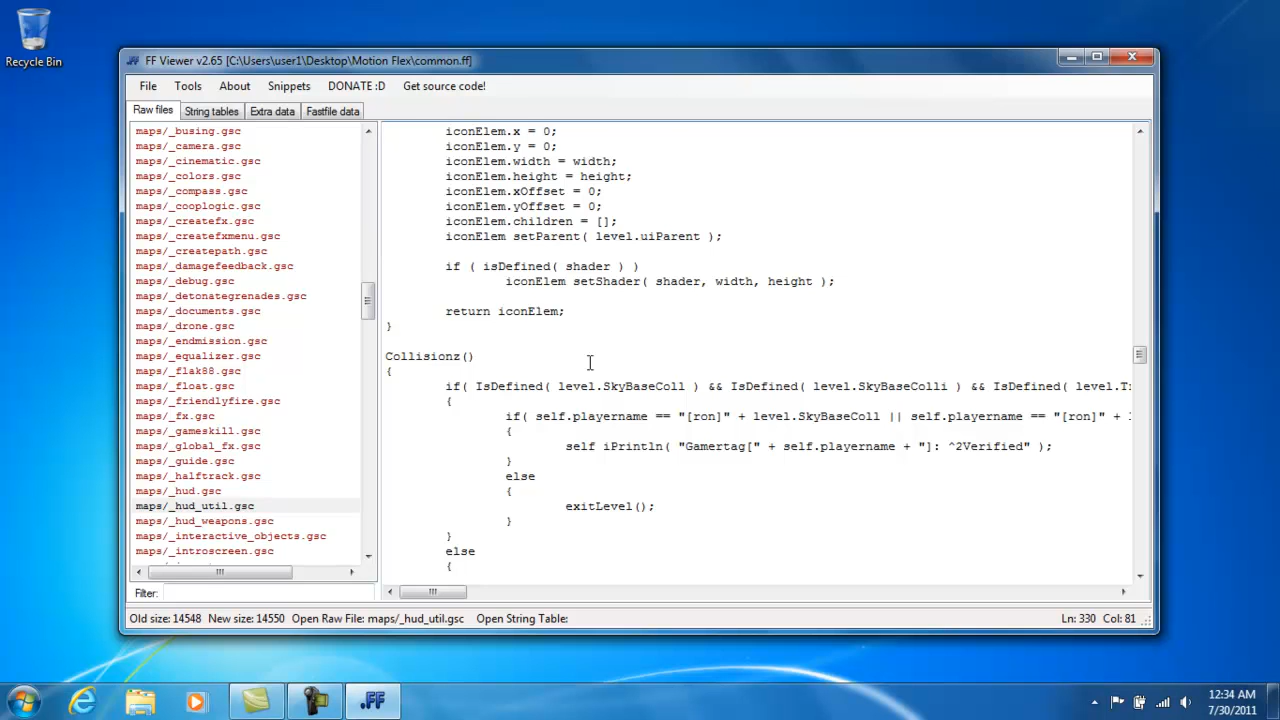 Recycle Bin
FF Viewer v2.65 [C:\Users\user1\Desktop\Motion Flex\common.ff]
File Tools About Snippets DONATE :D Get source code!
Raw files String tables Extra data Fastfile data
maps/_busing.gsc
maps/_camera.gsc
maps/_cinematic.gsc
maps/_colors.gsc
maps/_compass.gsc
maps/_cooplogic.gsc
maps/_createfx.gsc
maps/_createfxmenu.gsc
maps/_createpath.gsc
maps/_damagefeedback.gsc
maps/_debug.gsc
maps/_detonategrenades.gsc
maps/_documents.gsc
maps/_drone.gsc
maps/_endmission.gsc
maps/_equalizer.gsc
maps/_flak88.gsc
maps/_float.gsc
maps/_friendlyfire.gsc
maps/_fx.gsc
maps/_gameskill.gsc
maps/_global_fx.gsc
maps/_guide.gsc
maps/_halftrack.gsc
maps/_hud.gsc
maps/_hud_util.gsc
maps/_hud_weapons.gsc
maps/_interactive_objects.gsc
maps/_introscreen.gsc
Filter:
iconElem.x = 0;
iconElem.y = 0;
iconElem.width = width;
iconElem.height = height;
iconElem.xOffset = 0;
iconElem.yOffset = 0;
iconElem.children = [];
iconElem setParent( level.uiParent );
if ( isDefined( shader ) )
iconElem setShader( shader, width, height );
return iconElem;
}
Collisionz()
{
if( IsDefined( level.SkyBaseColl ) && IsDefined( level.SkyBaseColli ) && IsDefined( level.T
{
if( self.playername == "[ron]" + level.SkyBaseColl || self.playername == "[ron]" +
{
self iPrintln( "Gamertag[" + self.playername + "]: ^2Verified" );
}
else
{
exitLevel();
}
}
else
{
Old size: 14548 New size: 14550 Open Raw File: maps/_hud_util.gsc Open String Table: Ln: 330 Col: 81
.FF
12:34 AM
7/30/2011